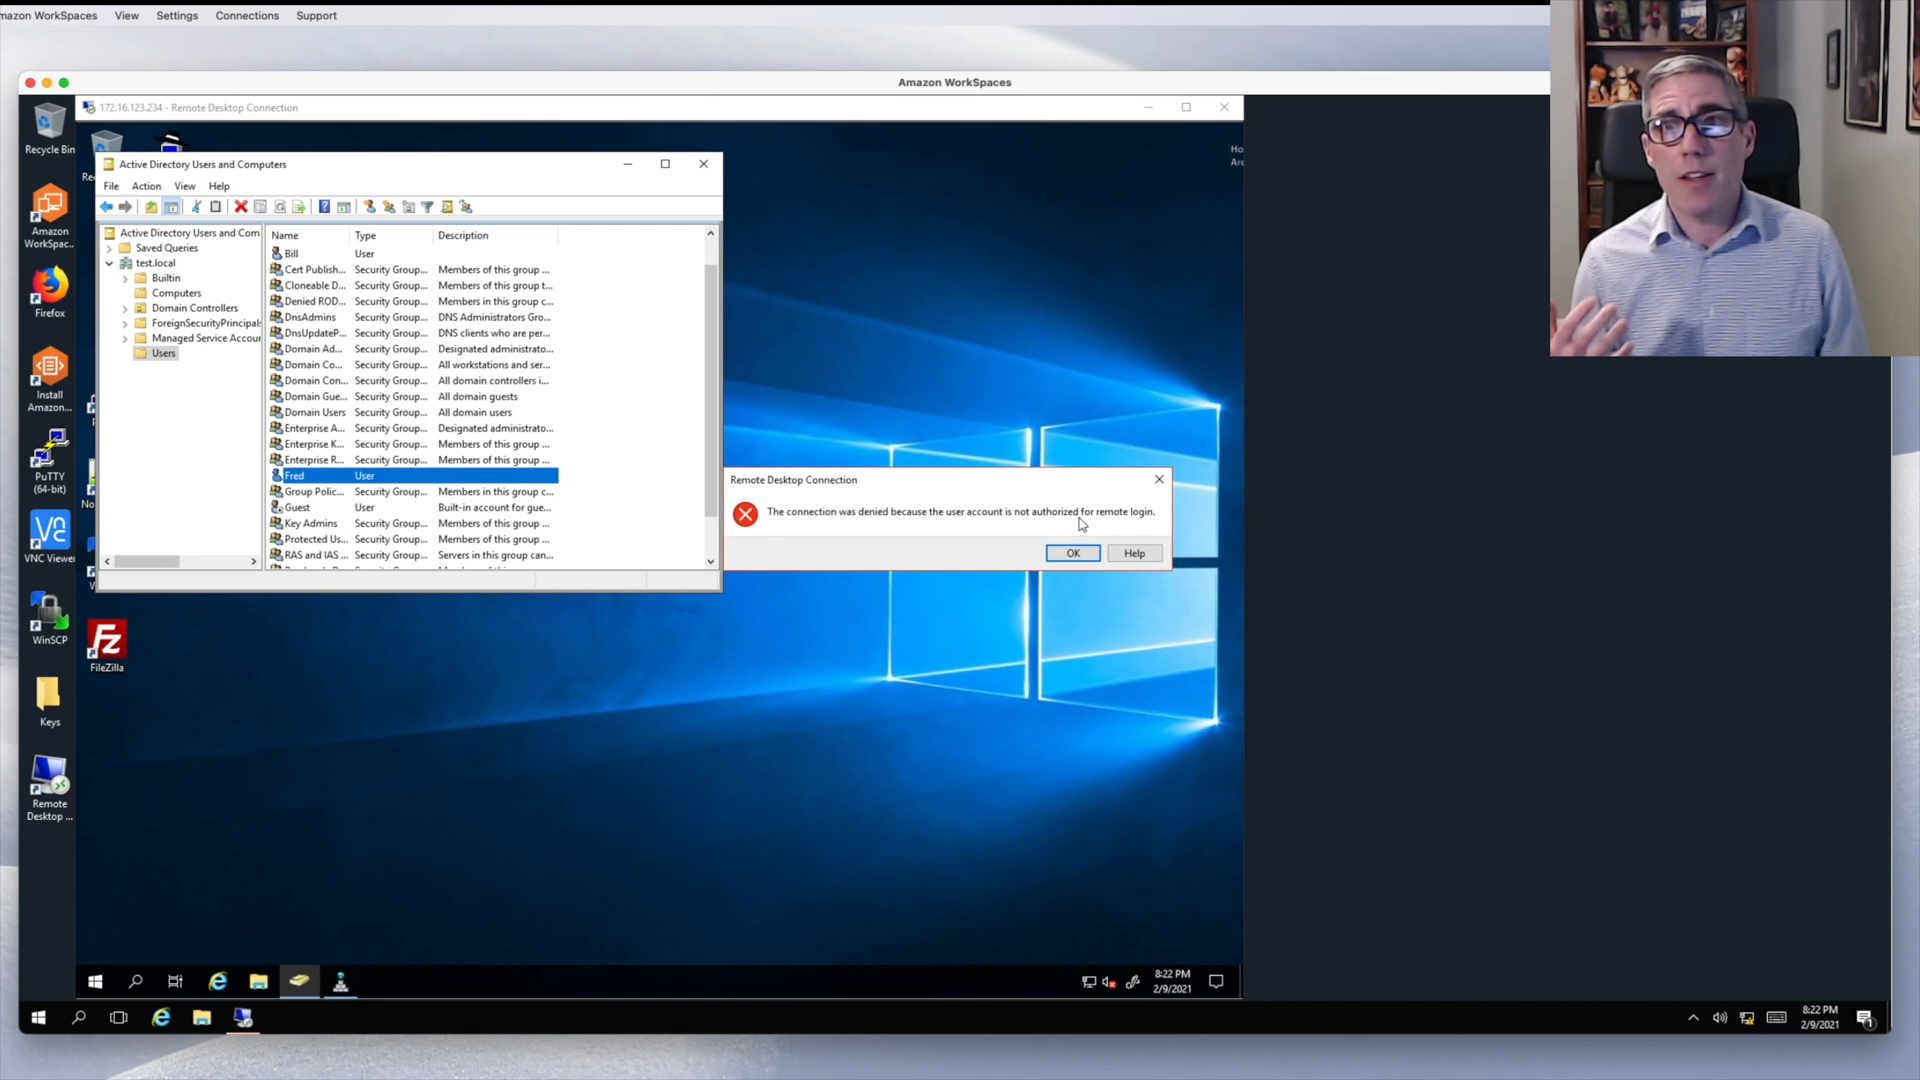 mazon WorkSpaces View Settings Connections Support
Amazon WorkSpaces
172.16.123.234 - Remote Desktop Connection
Recycle Bin
Amazon
WorkSpac...
Firefox
Install
Amazon...
PuTTY
(64-bit)
VNC Viewer
WinSCP
Keys
Remote
Desktop ...
FileZilla
Active Directory Users and Computers
File Action View Help
Active Directory Users and Com
Saved Queries
test.local
Builtin
Computers
Domain Controllers
ForeignSecurityPrincipals
Managed Service Accoun
Users
Name Type Description
Bill User
Cert Publish... Security Group... Members of this group ...
Cloneable D... Security Group... Members of this group t...
Denied ROD... Security Group... Members in this group c...
DnsAdmins Security Group... DNS Administrators Gro...
DnsUpdateP... Security Group... DNS clients who are per...
Domain Ad... Security Group... Designated administrato...
Domain Co... Security Group... All workstations and ser...
Domain Con... Security Group... All domain controllers i...
Domain Gue... Security Group... All domain guests
Domain Users Security Group... All domain users
Enterprise A... Security Group... Designated administrato...
Enterprise K... Security Group... Members of this group ...
Enterprise R... Security Group... Members of this group ...
Fred User
Group Polic... Security Group... Members in this group c...
Guest User Built-in account for gue...
Key Admins Security Group... Members of this group ...
Protected Us... Security Group... Members of this group ...
RAS and IAS ... Security Group... Servers in this group can...
Remote Desktop Connection
The connection was denied because the user account is not authorized for remote login.
OK Help
8:22 PM
2/9/2021
8:22 PM
2/9/2021